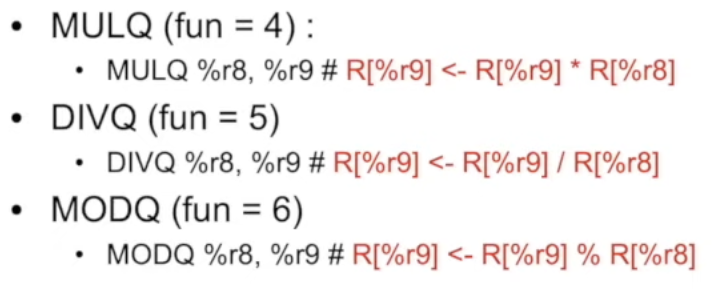 • MULQ (fun = 4) :
• MULQ %r8, %r9 # R[%r9] <- R[%r9] * R[%r8]
• DIVQ (fun = 5)
• DIVQ %r8, %r9 # R[%r9] <- R[%r9] / R[%r8]
• MODQ (fun = 6)
• MODQ %r8, %r9 # R[%r9] <- R[%r9] % R[%r8]